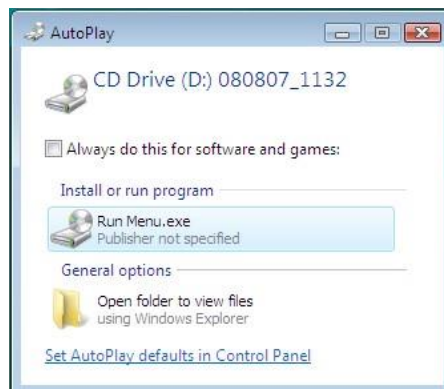 AutoPlay
CD Drive (D:) 080807_1132
Always do this for software and games:
Install or run program
Run Menu.exe
Publisher not specified
General options
Open folder to view files
using Windows Explorer
Set AutoPlay defaults in Control Panel